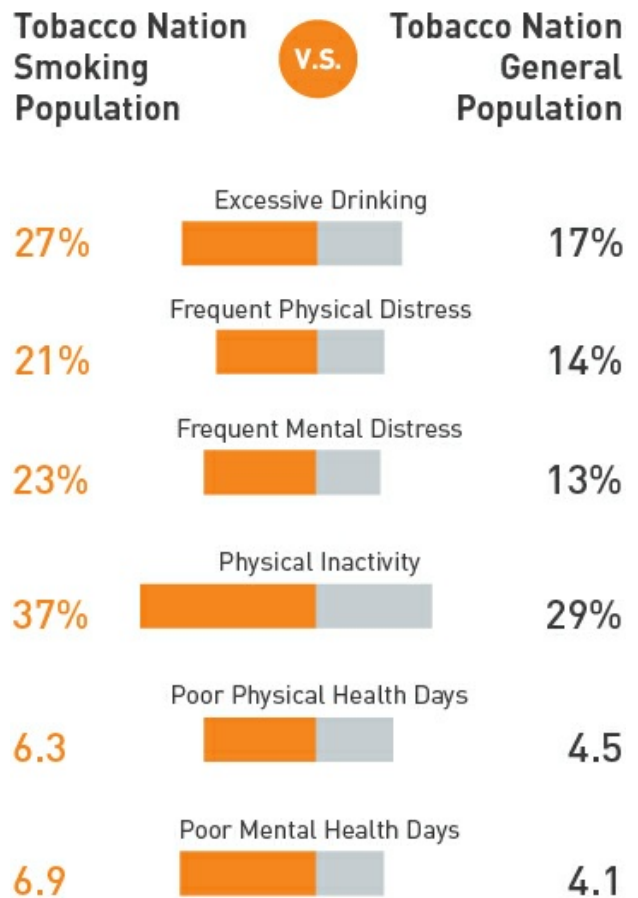 Tobacco Nation
Smoking
Population
V.S.
Tobacco Nation
General
Population
Excessive Drinking
27%
17%
Frequent Physical Distress
21%
14%
Frequent Mental Distress
23%
13%
Physical Inactivity
37%
29%
Poor Physical Health Days
6.3
4.5
Poor Mental Health Days
6.9
4.1